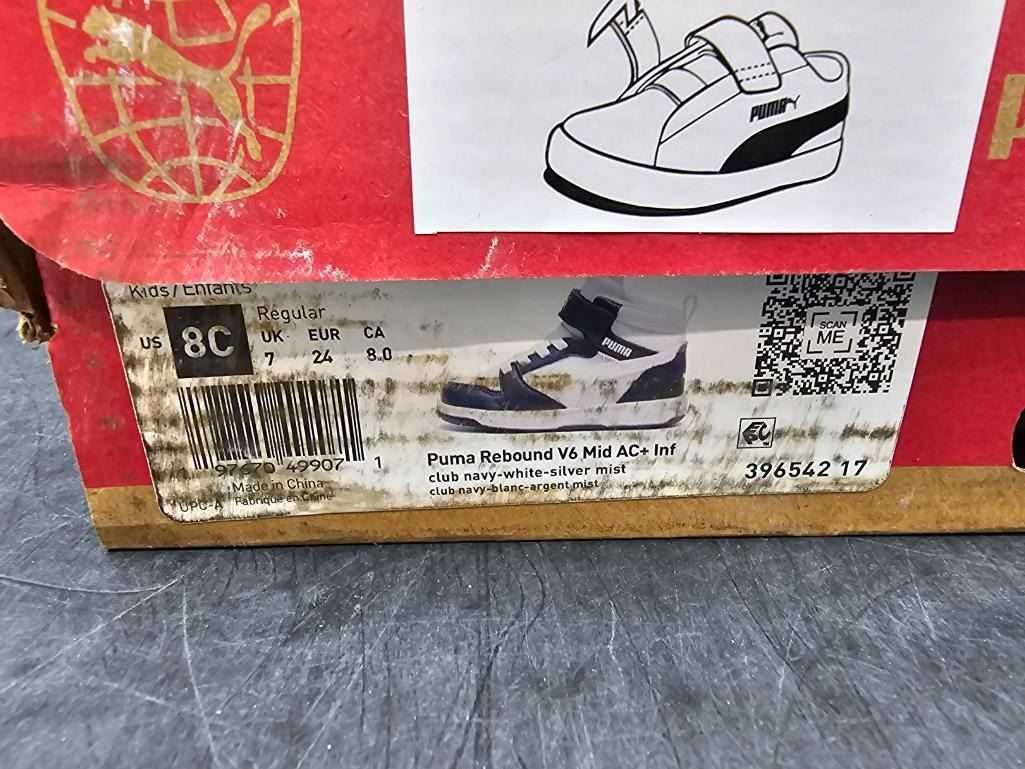 PUMA
Kids / Enfants
Regular
US 8C UK EUR CA
7 24 8.0
PUMA
SCAN
ME
97670 49907 1
Puma Rebound V6 Mid AC+ Inf
club navy-white-silver mist
club navy-blanc-argent mist
396542 17
Made in China
UPC-A Fabriqué en Chine